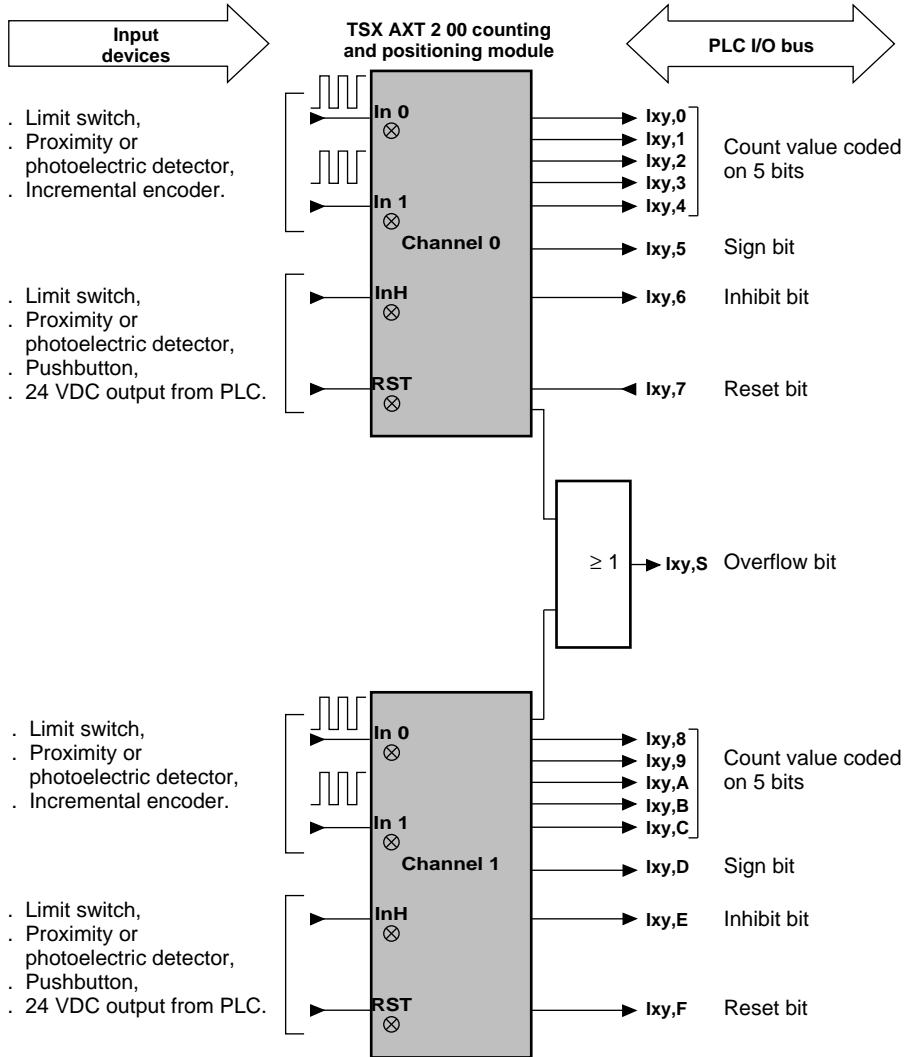 Input
devices
TSX AXT 2 00 counting
and positioning module
PLC I/O bus
. Limit switch,
. Proximity or
photoelectric detector,
. Incremental encoder.
In 0
In 1
Channel 0
Ixy,0
Ixy,1
Ixy,2
Ixy,3
Ixy,4
Count value coded
on 5 bits
Ixy,5 Sign bit
. Limit switch,
. Proximity or
photoelectric detector,
. Pushbutton,
. 24 VDC output from PLC.
InH
RST
Ixy,6 Inhibit bit
Ixy,7 Reset bit
≥ 1
Ixy,S Overflow bit
. Limit switch,
. Proximity or
photoelectric detector,
. Incremental encoder.
In 0
In 1
Channel 1
Ixy,8
Ixy,9
Ixy,A
Ixy,B
Ixy,C
Count value coded
on 5 bits
Ixy,D Sign bit
. Limit switch,
. Proximity or
photoelectric detector,
. Pushbutton,
. 24 VDC output from PLC.
InH
RST
Ixy,E Inhibit bit
Ixy,F Reset bit